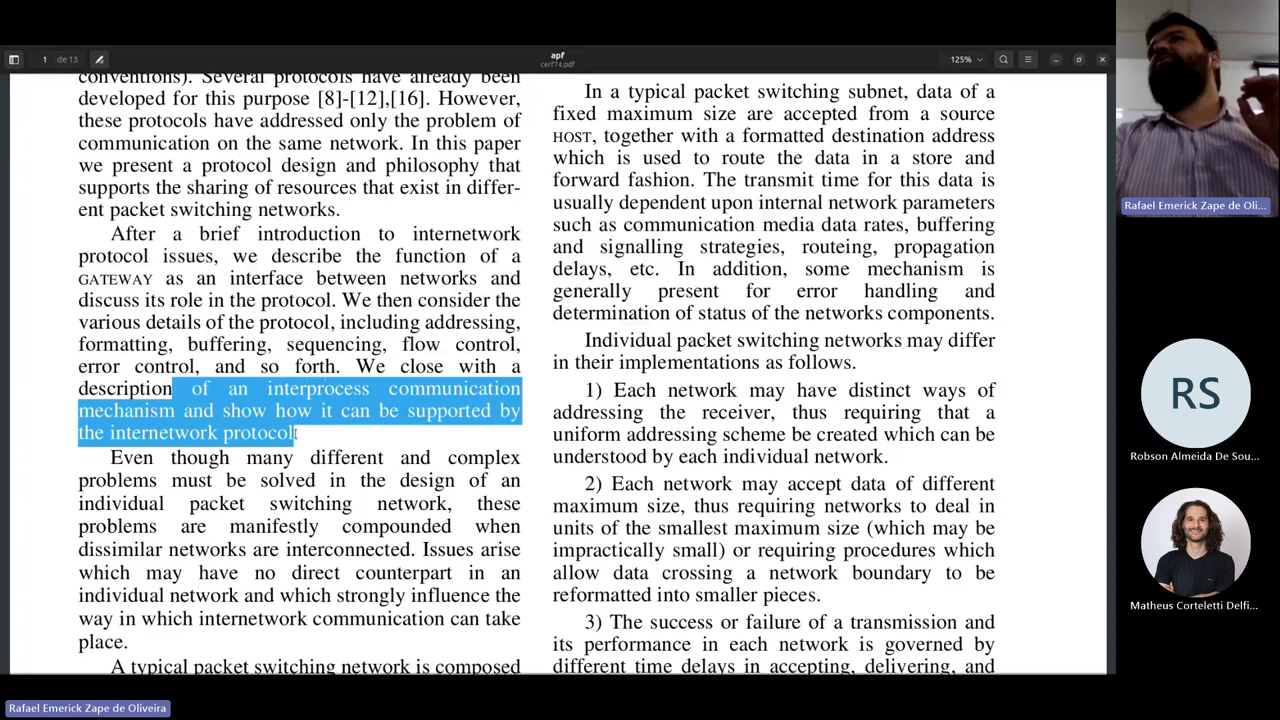 1 de 13
apf
cerf74.pdf
125%
conventions). Several protocols have already been
developed for this purpose [8]-[12],[16]. However,
these protocols have addressed only the problem of
communication on the same network. In this paper
we present a protocol design and philosophy that
supports the sharing of resources that exist in differ-
ent packet switching networks.
After a brief introduction to internetwork
protocol issues, we describe the function of a
GATEWAY as an interface between networks and
discuss its role in the protocol. We then consider the
various details of the protocol, including addressing,
formatting, buffering, sequencing, flow control,
error control, and so forth. We close with a
description of an interprocess communication
mechanism and show how it can be supported by
the internetwork protocol
Even though many different and complex
problems must be solved in the design of an
individual packet switching network, these
problems are manifestly compounded when
dissimilar networks are interconnected. Issues arise
which may have no direct counterpart in an
individual network and which strongly influence the
way in which internetwork communication can take
place.
A typical packet switching network is composed
In a typical packet switching subnet, data of a
fixed maximum size are accepted from a source
HOST, together with a formatted destination address
which is used to route the data in a store and
forward fashion. The transmit time for this data is
usually dependent upon internal network parameters
such as communication media data rates, buffering
and signalling strategies, routeing, propagation
delays, etc. In addition, some mechanism is
generally present for error handling and
determination of status of the networks components.
Individual packet switching networks may differ
in their implementations as follows.
1) Each network may have distinct ways of
addressing the receiver, thus requiring that a
uniform addressing scheme be created which can be
understood by each individual network.
2) Each network may accept data of different
maximum size, thus requiring networks to deal in
units of the smallest maximum size (which may be
impractically small) or requiring procedures which
allow data crossing a network boundary to be
reformatted into smaller pieces.
3) The success or failure of a transmission and
its performance in each network is governed by
different time delays in accepting, delivering, and
Rafael Emerick Zape de Oli...
RS
Robson Almeida De Sou...
Matheus Corteletti Delfi...
Rafael Emerick Zape de Oliveira